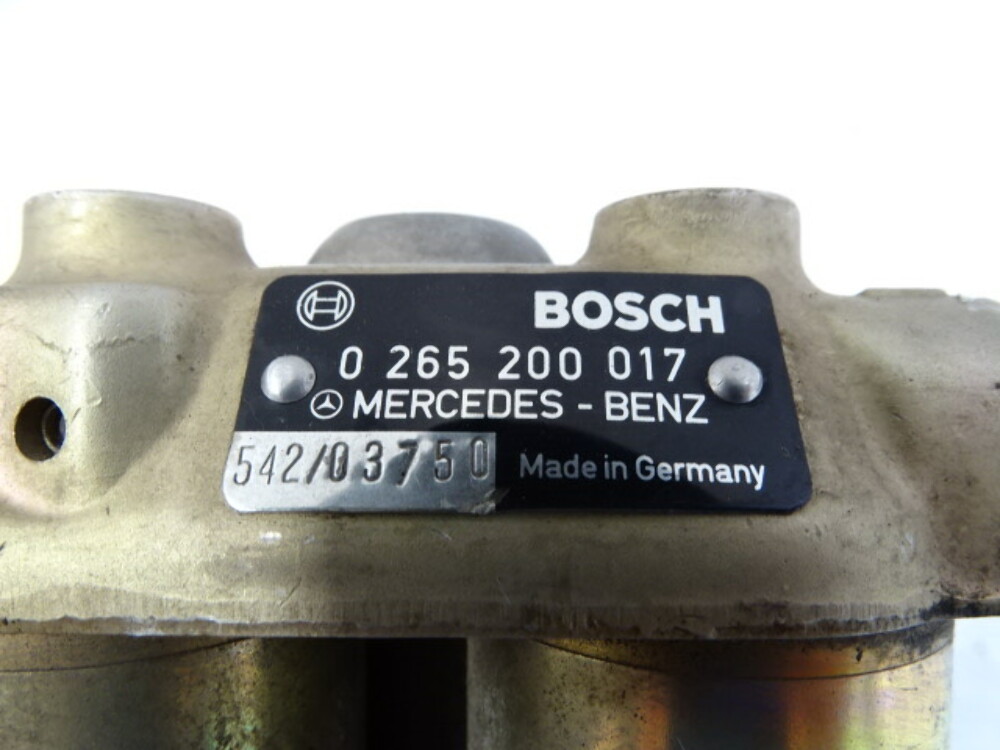 BOSCH
0 265 200 017
MERCEDES - BENZ
542/03750 Made in Germany